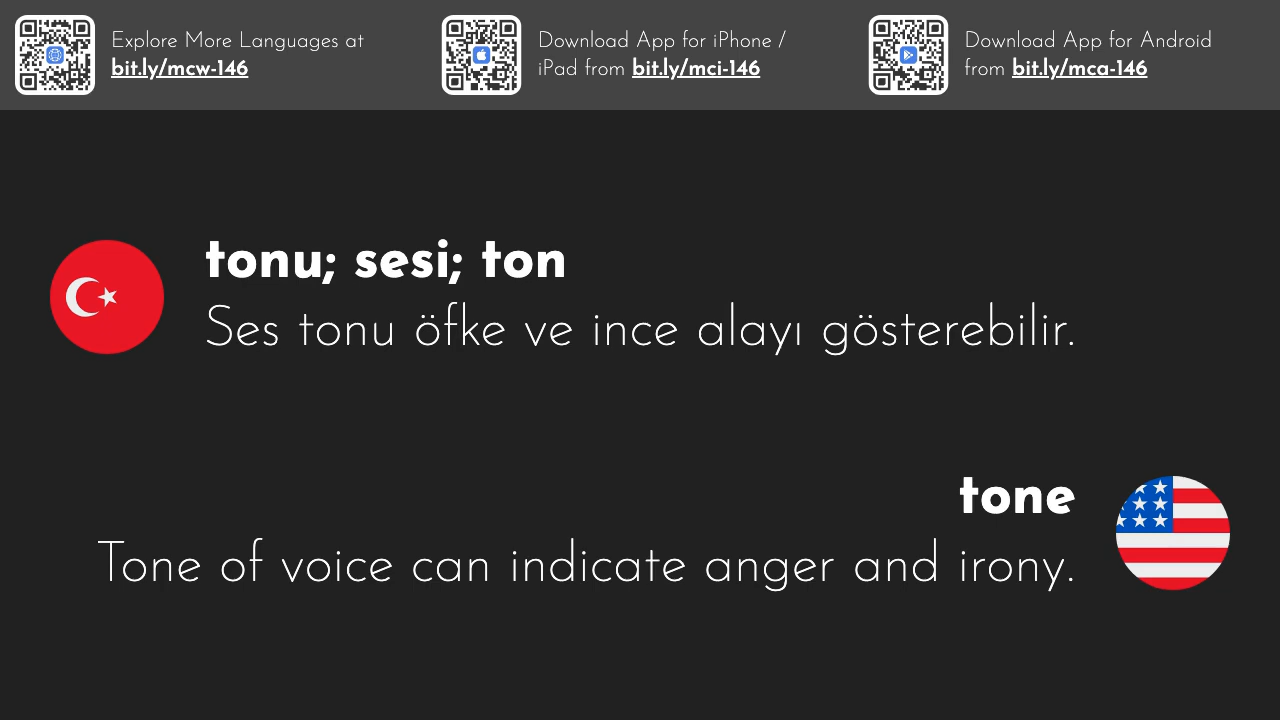 Explore More Languages at
bit.ly/mcw-146
Download App for iPhone /
iPad from bit.ly/mci-146
Download App for Android
from bit.ly/mca-146
tonu; sesi; ton
Ses tonu öfke ve ince alayı gösterebilir.
tone
Tone of voice can indicate anger and irony.